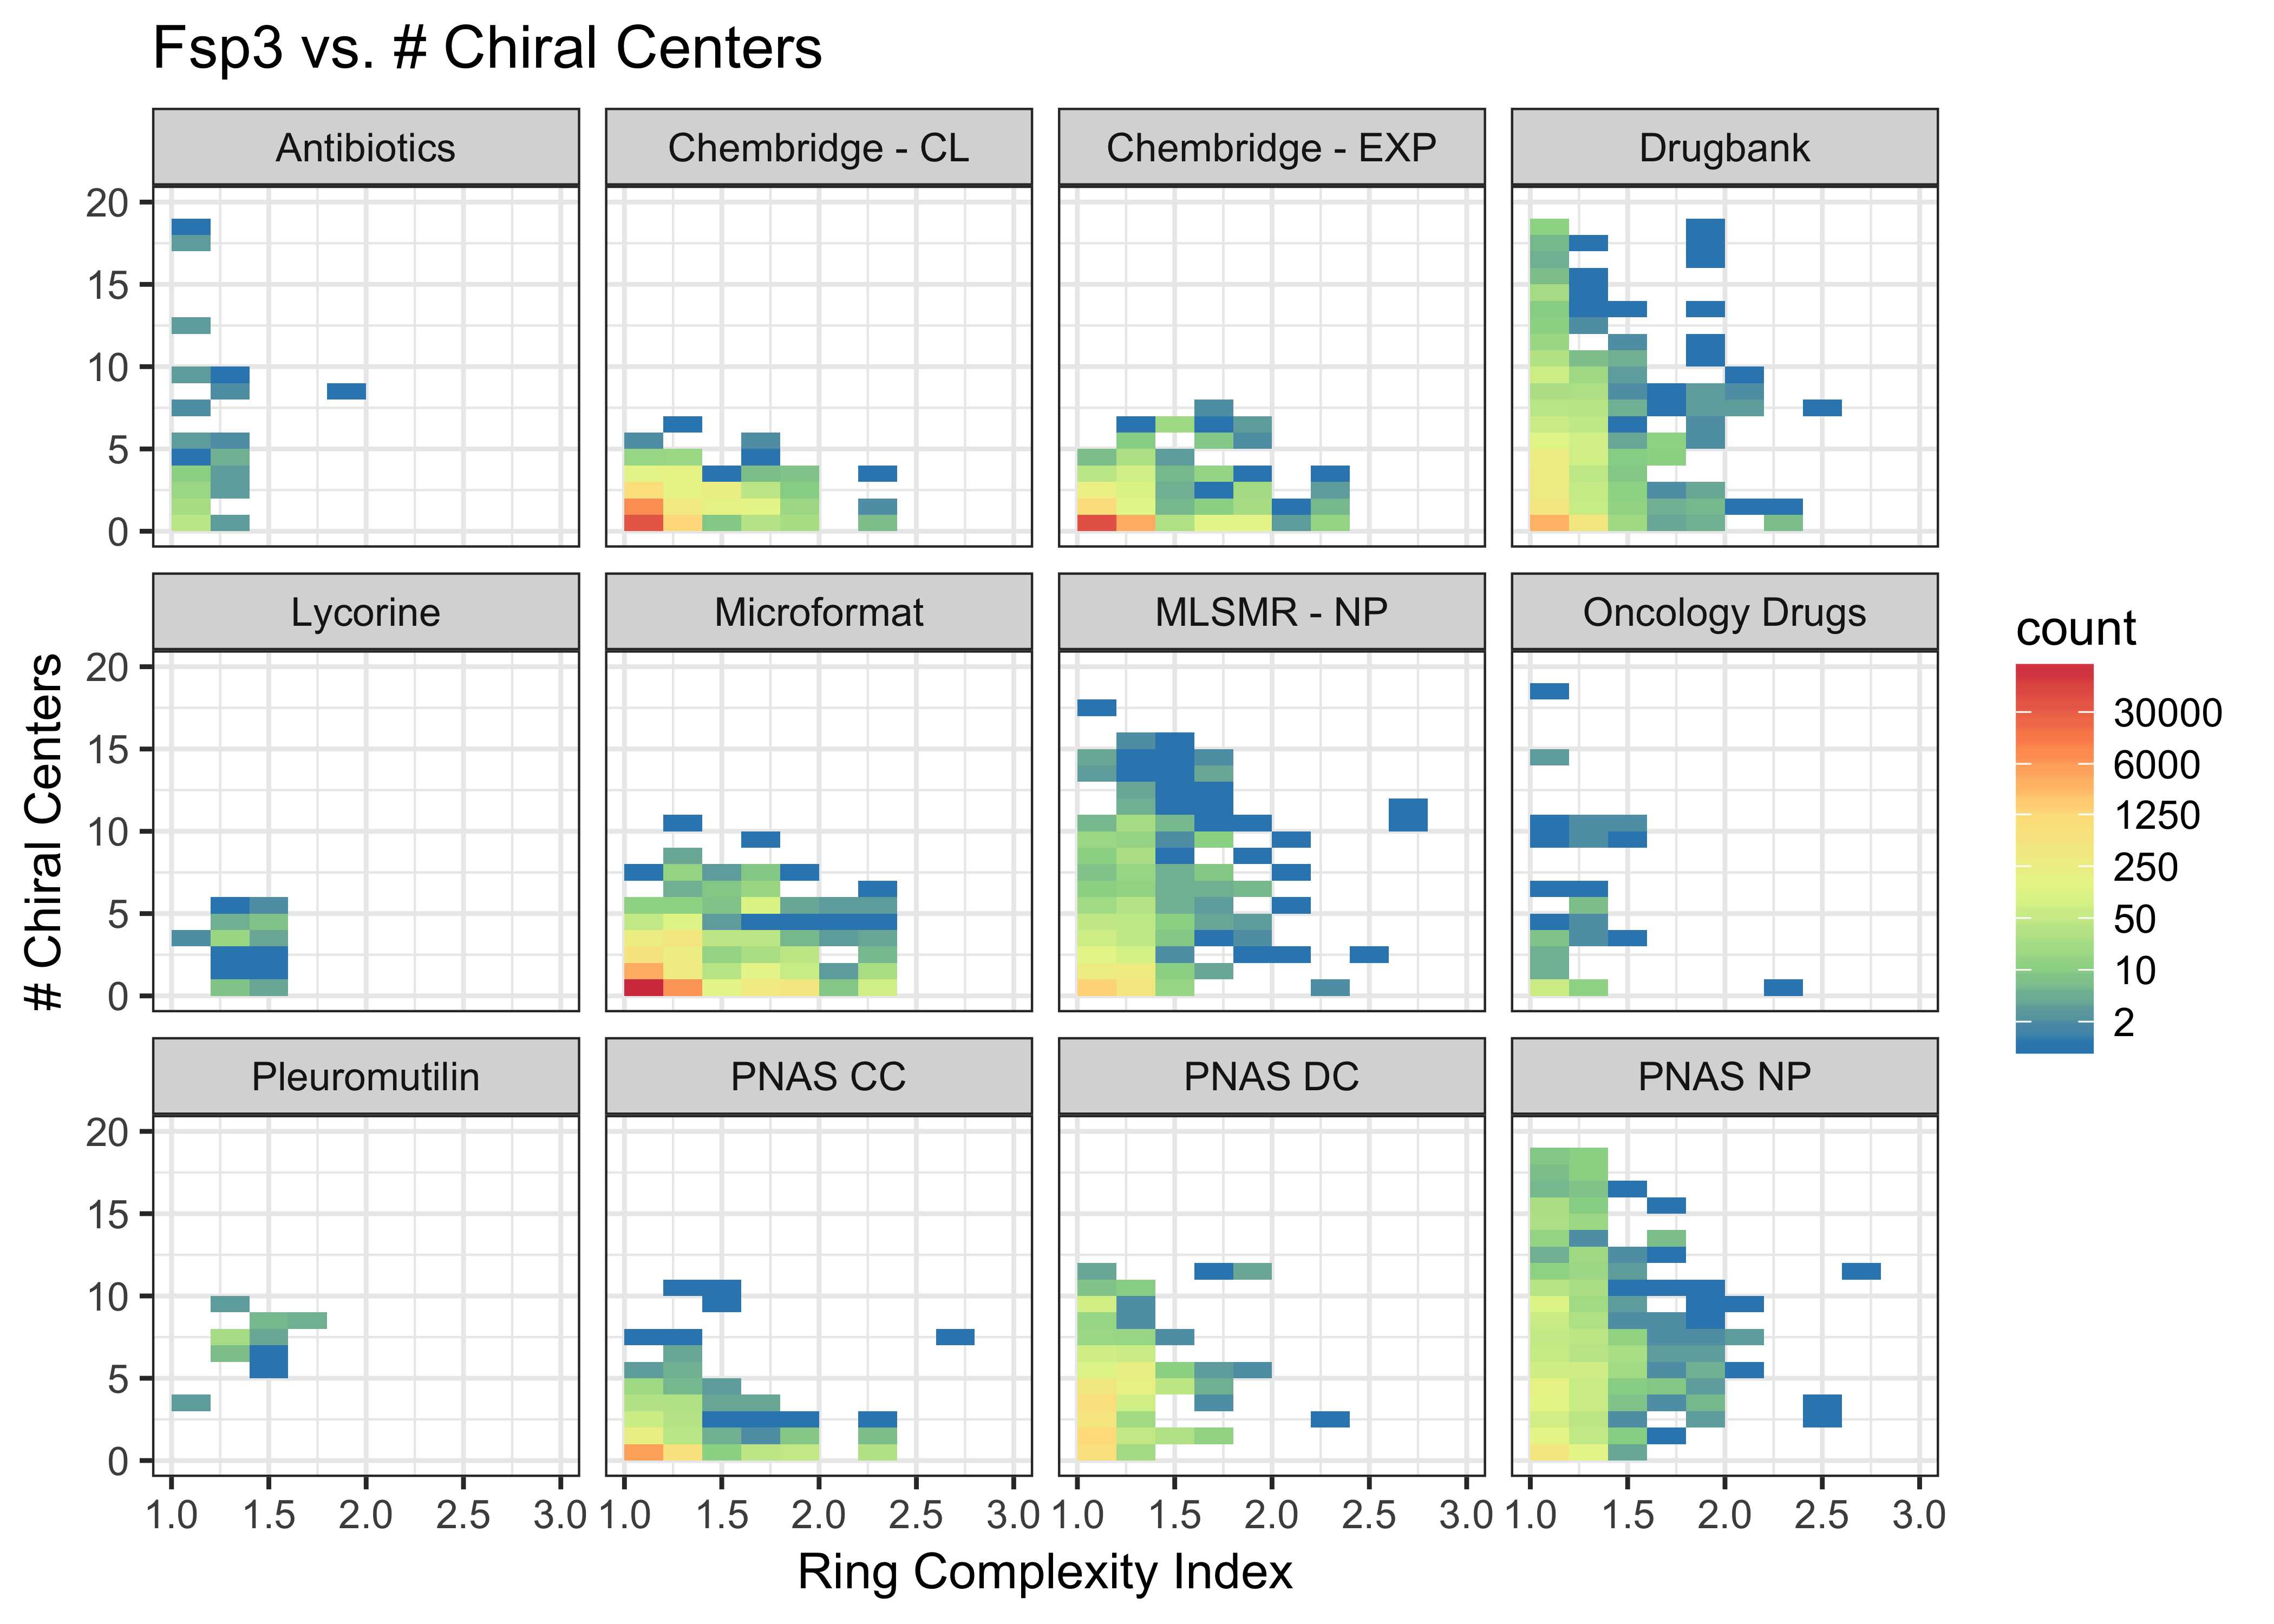 Fsp3 vs. # Chiral Centers
Antibiotics
Chembridge - CL
Chembridge - EXP
Drugbank
20
15
10
5
0
Lycorine
Microformat
MLSMR - NP
Oncology Drugs
20
15
10
5
0
Pleuromutilin
PNAS CC
PNAS DC
PNAS NP
20
15
10
5
0
1.0 1.5 2.0 2.5 3.0
1.0 1.5 2.0 2.5 3.0
1.0 1.5 2.0 2.5 3.0
1.0 1.5 2.0 2.5 3.0
Ring Complexity Index
# Chiral Centers
count
30000
6000
1250
250
50
10
2